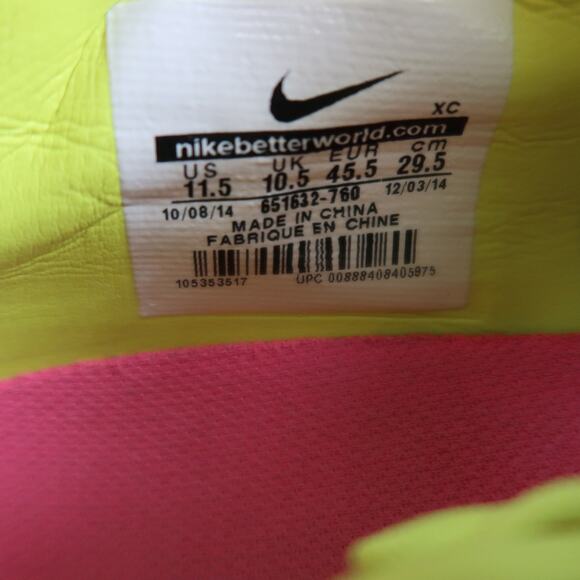 XC
nikebetterworld.com
US UK EUR cm
11.5 10.5 45.5 29.5
10/08/14 651632-760 12/03/14
MADE IN CHINA
FABRIQUE EN CHINE
105353517 UPC 00888408405975